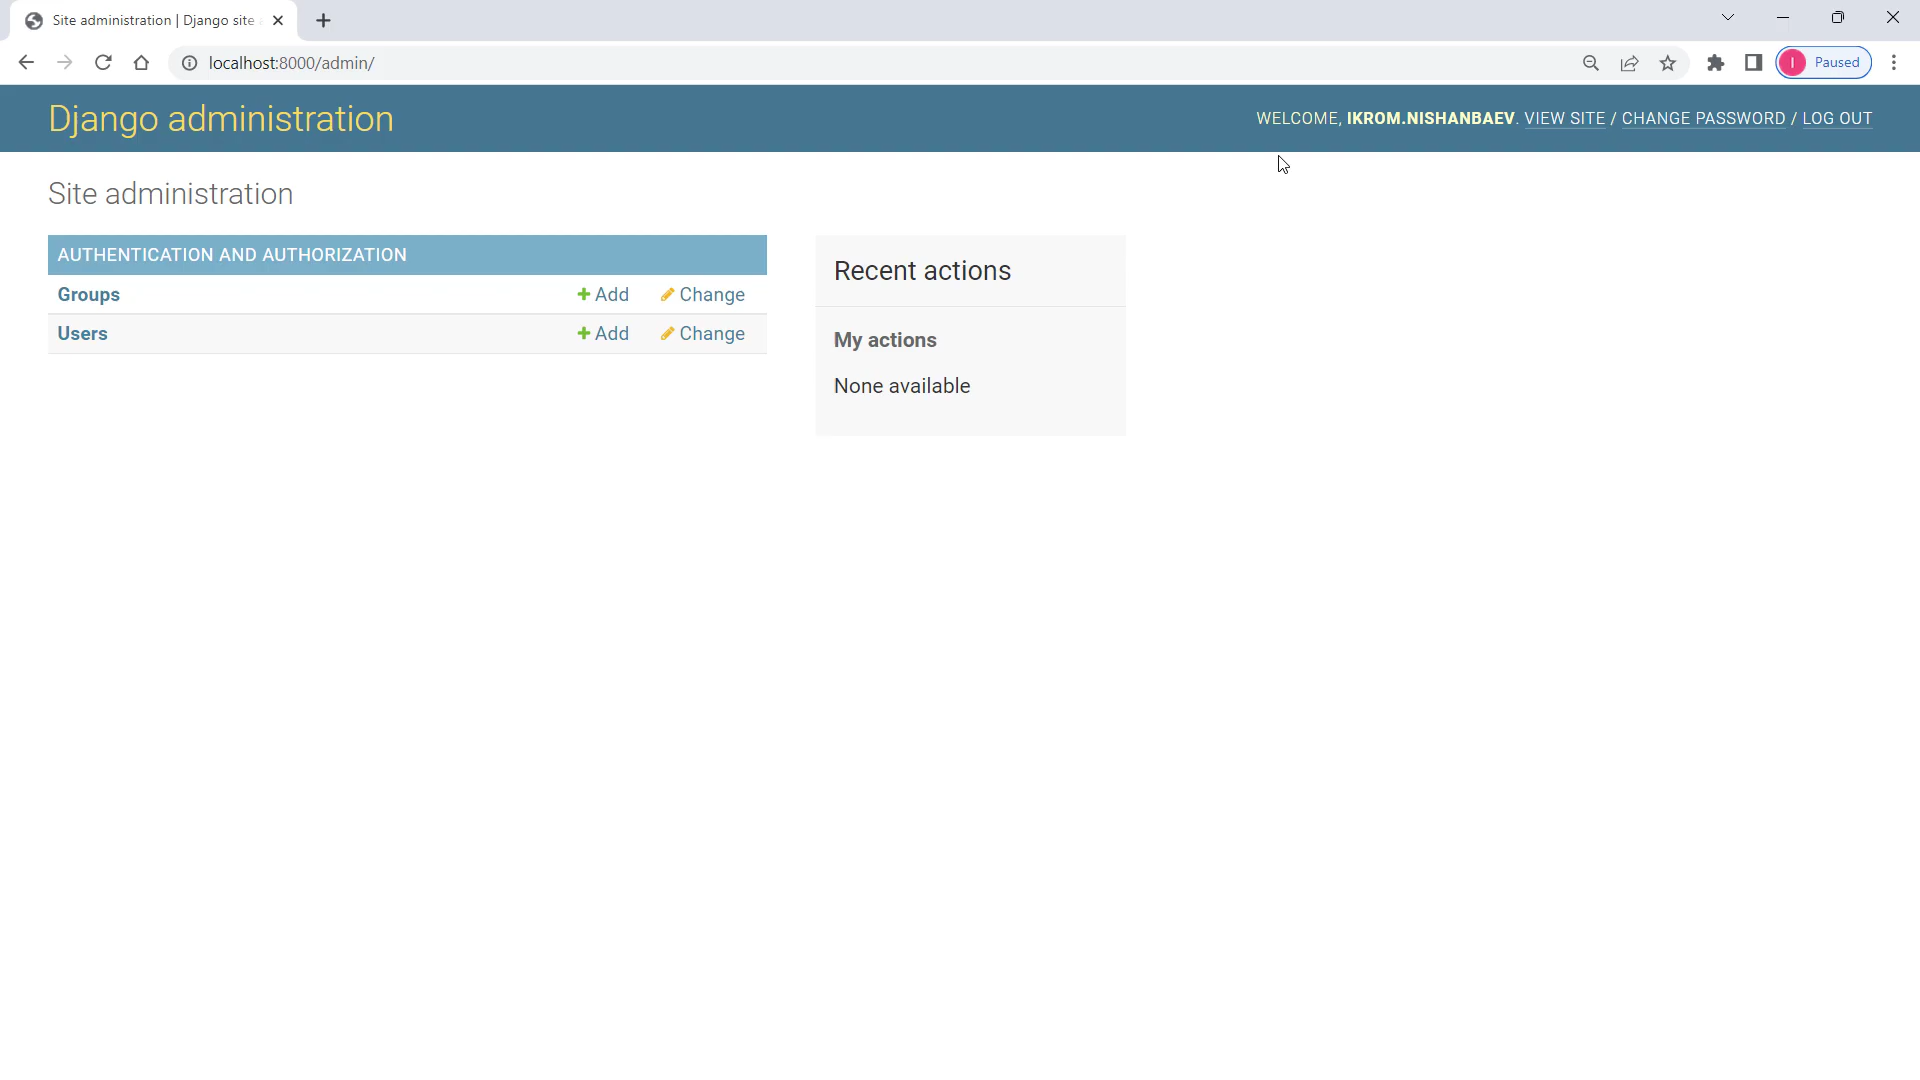 Site administration | Django site
localhost:8000/admin/
Paused
Django administration
WELCOME, IKROM.NISHANBAEV. VIEW SITE / CHANGE PASSWORD / LOG OUT
Site administration
AUTHENTICATION AND AUTHORIZATION
Groups Add Change
Users Add Change
Recent actions
My actions
None available